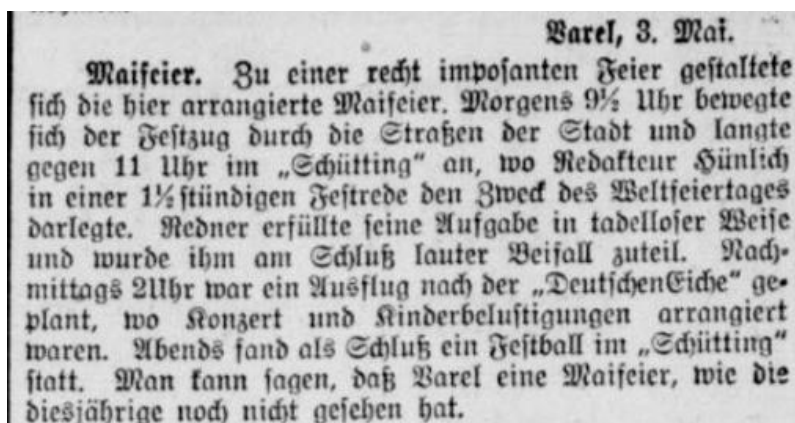 Varel, 3. Mai.
Maifeier. Zu einer recht imposanten Feier gestaltete
sich die hier arrangierte Maifeier. Morgens 9½ Uhr bewegte
sich der Festzug durch die Straßen der Stadt und langte
gegen 11 Uhr im „Schütting“ an, wo Redakteur Hünlich
in einer 1½stündigen Festrede den Zweck des Weltfeiertages
darlegte. Redner erfüllte seine Aufgabe in tadelloser Weise
und wurde ihm am Schluß lauter Beifall zuteil. Nach-
mittags 2Uhr war ein Ausflug nach der „DeutschenEiche“ ge-
plant, wo Konzert und Kinderbelustigungen arrangiert
waren. Abends fand als Schluß ein Festball im „Schütting“
statt. Man kann sagen, daß Varel eine Maifeier, wie die
diesjährige noch nicht gesehen hat.